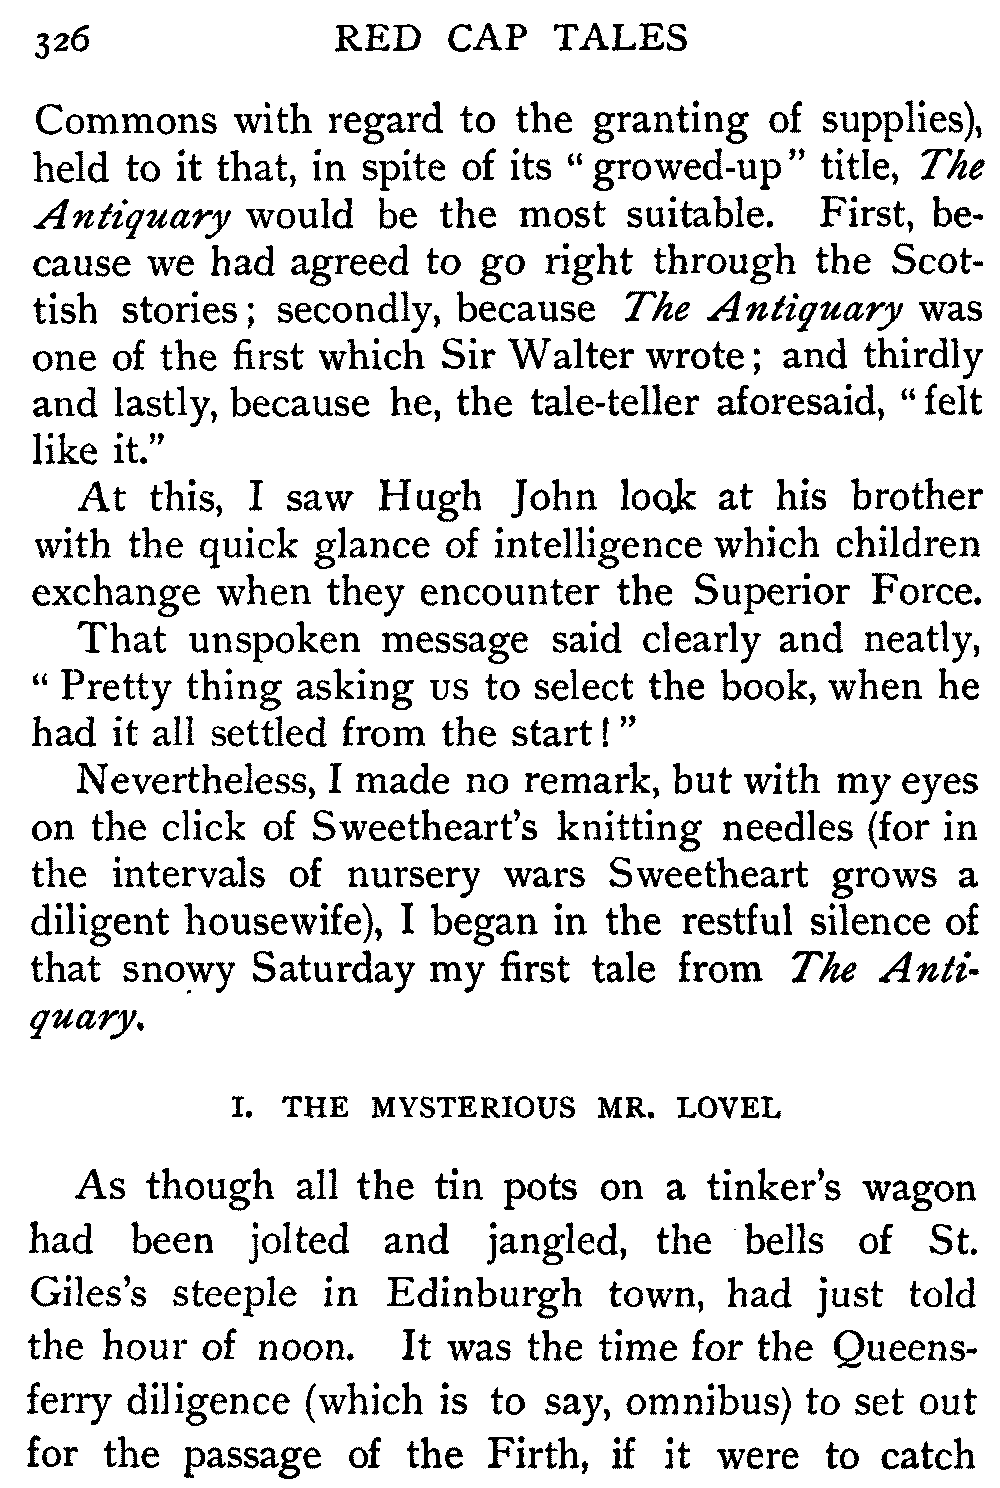 326 RED CAP TALES
Commons with regard to the granting of supplies),
held to it that, in spite of its “ growed-up ” title, The
Antiquary would be the most suitable. First, be-
cause we had agreed to go right through the Scot-
tish stories ; secondly, because The Antiquary was
one of the first which Sir Walter wrote ; and thirdly
and lastly, because he, the tale-teller aforesaid, “ felt
like it.”
At this, I saw Hugh John look at his brother
with the quick glance of intelligence which children
exchange when they encounter the Superior Force.
That unspoken message said clearly and neatly,
“ Pretty thing asking us to select the book, when he
had it all settled from the start ! ”
Nevertheless, I made no remark, but with my eyes
on the click of Sweetheart’s knitting needles (for in
the intervals of nursery wars Sweetheart grows a
diligent housewife), I began in the restful silence of
that snowy Saturday my first tale from The Anti-
quary.
I. THE MYSTERIOUS MR. LOVEL
As though all the tin pots on a tinker’s wagon
had been jolted and jangled, the bells of St.
Giles’s steeple in Edinburgh town, had just told
the hour of noon. It was the time for the Queens-
ferry diligence (which is to say, omnibus) to set out
for the passage of the Firth, if it were to catch